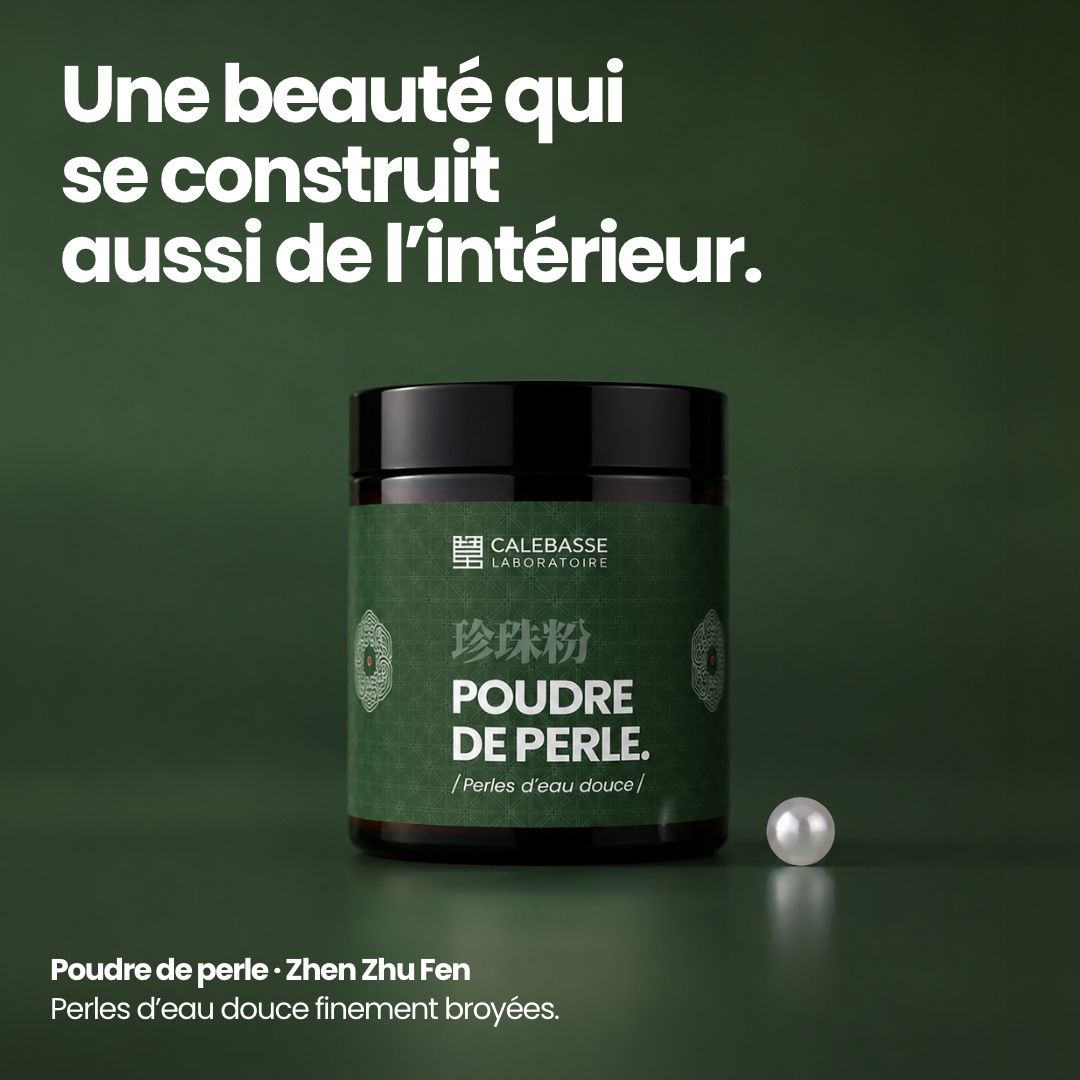 Une beauté qui
se construit
aussi de l’intérieur.
CALEBASSE
LABORATOIRE
珍珠粉
POUDRE
DE PERLE.
/ Perles d’eau douce /
Poudre de perle · Zhen Zhu Fen
Perles d’eau douce finement broyées.